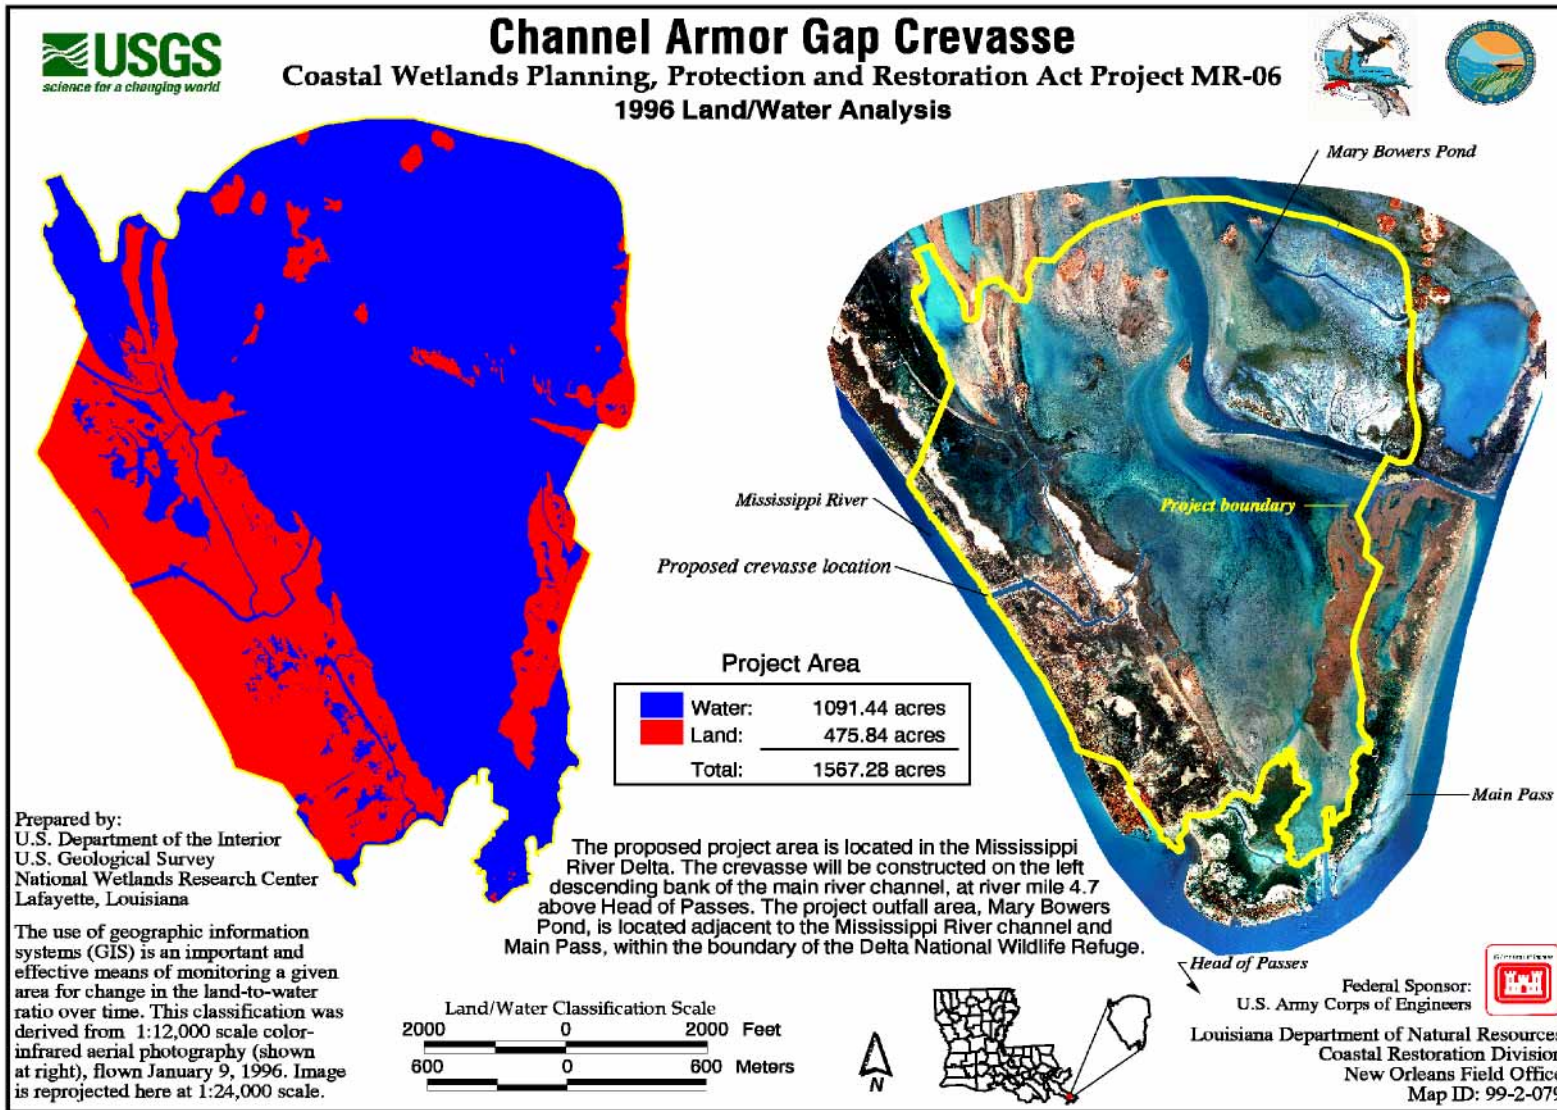 USGS
science for a changing world
Channel Armor Gap Crevasse
Coastal Wetlands Planning, Protection and Restoration Act Project MR-06
1996 Land/Water Analysis
Mary Bowers Pond
Mississippi River
Project boundary
Proposed crevasse location
Main Pass
Head of Passes
Project Area
Water: 1091.44 acres
Land: 475.84 acres
Total: 1567.28 acres
Prepared by:
U.S. Department of the Interior
U.S. Geological Survey
National Wetlands Research Center
Lafayette, Louisiana
The use of geographic information
systems (GIS) is an important and
effective means of monitoring a given
area for change in the land-to-water
ratio over time. This classification was
derived from 1:12,000 scale color-
infrared aerial photography (shown
at right), flown January 9, 1996. Image
is reprojected here at 1:24,000 scale.
The proposed project area is located in the Mississippi
River Delta. The crevasse will be constructed on the left
descending bank of the main river channel, at river mile 4.7
above Head of Passes. The project outfall area, Mary Bowers
Pond, is located adjacent to the Mississippi River channel and
Main Pass, within the boundary of the Delta National Wildlife Refuge.
Land/Water Classification Scale
2000 0 2000 Feet
600 0 600 Meters
N
Federal Sponsor:
U.S. Army Corps of Engineers
Louisiana Department of Natural Resources
Coastal Restoration Division
New Orleans Field Office
Map ID: 99-2-079